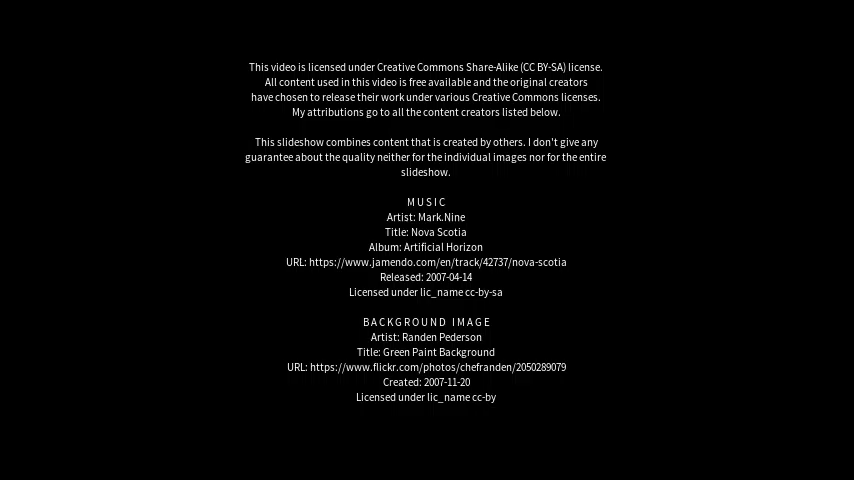 This video is licensed under Creative Commons Share-Alike (CC BY-SA) license.
All content used in this video is free available and the original creators
have chosen to release their work under various Creative Commons licenses.
My attributions go to all the content creators listed below.
This slideshow combines content that is created by others. I don't give any
guarantee about the quality neither for the individual images nor for the entire
slideshow.
M U S I C
Artist: Mark.Nine
Title: Nova Scotia
Album: Artificial Horizon
URL: https://www.jamendo.com/en/track/42737/nova-scotia
Released: 2007-04-14
Licensed under lic_name cc-by-sa
B A C K G R O U N D   I M A G E
Artist: Randen Pederson
Title: Green Paint Background
URL: https://www.flickr.com/photos/chefranden/2050289079
Created: 2007-11-20
Licensed under lic_name cc-by